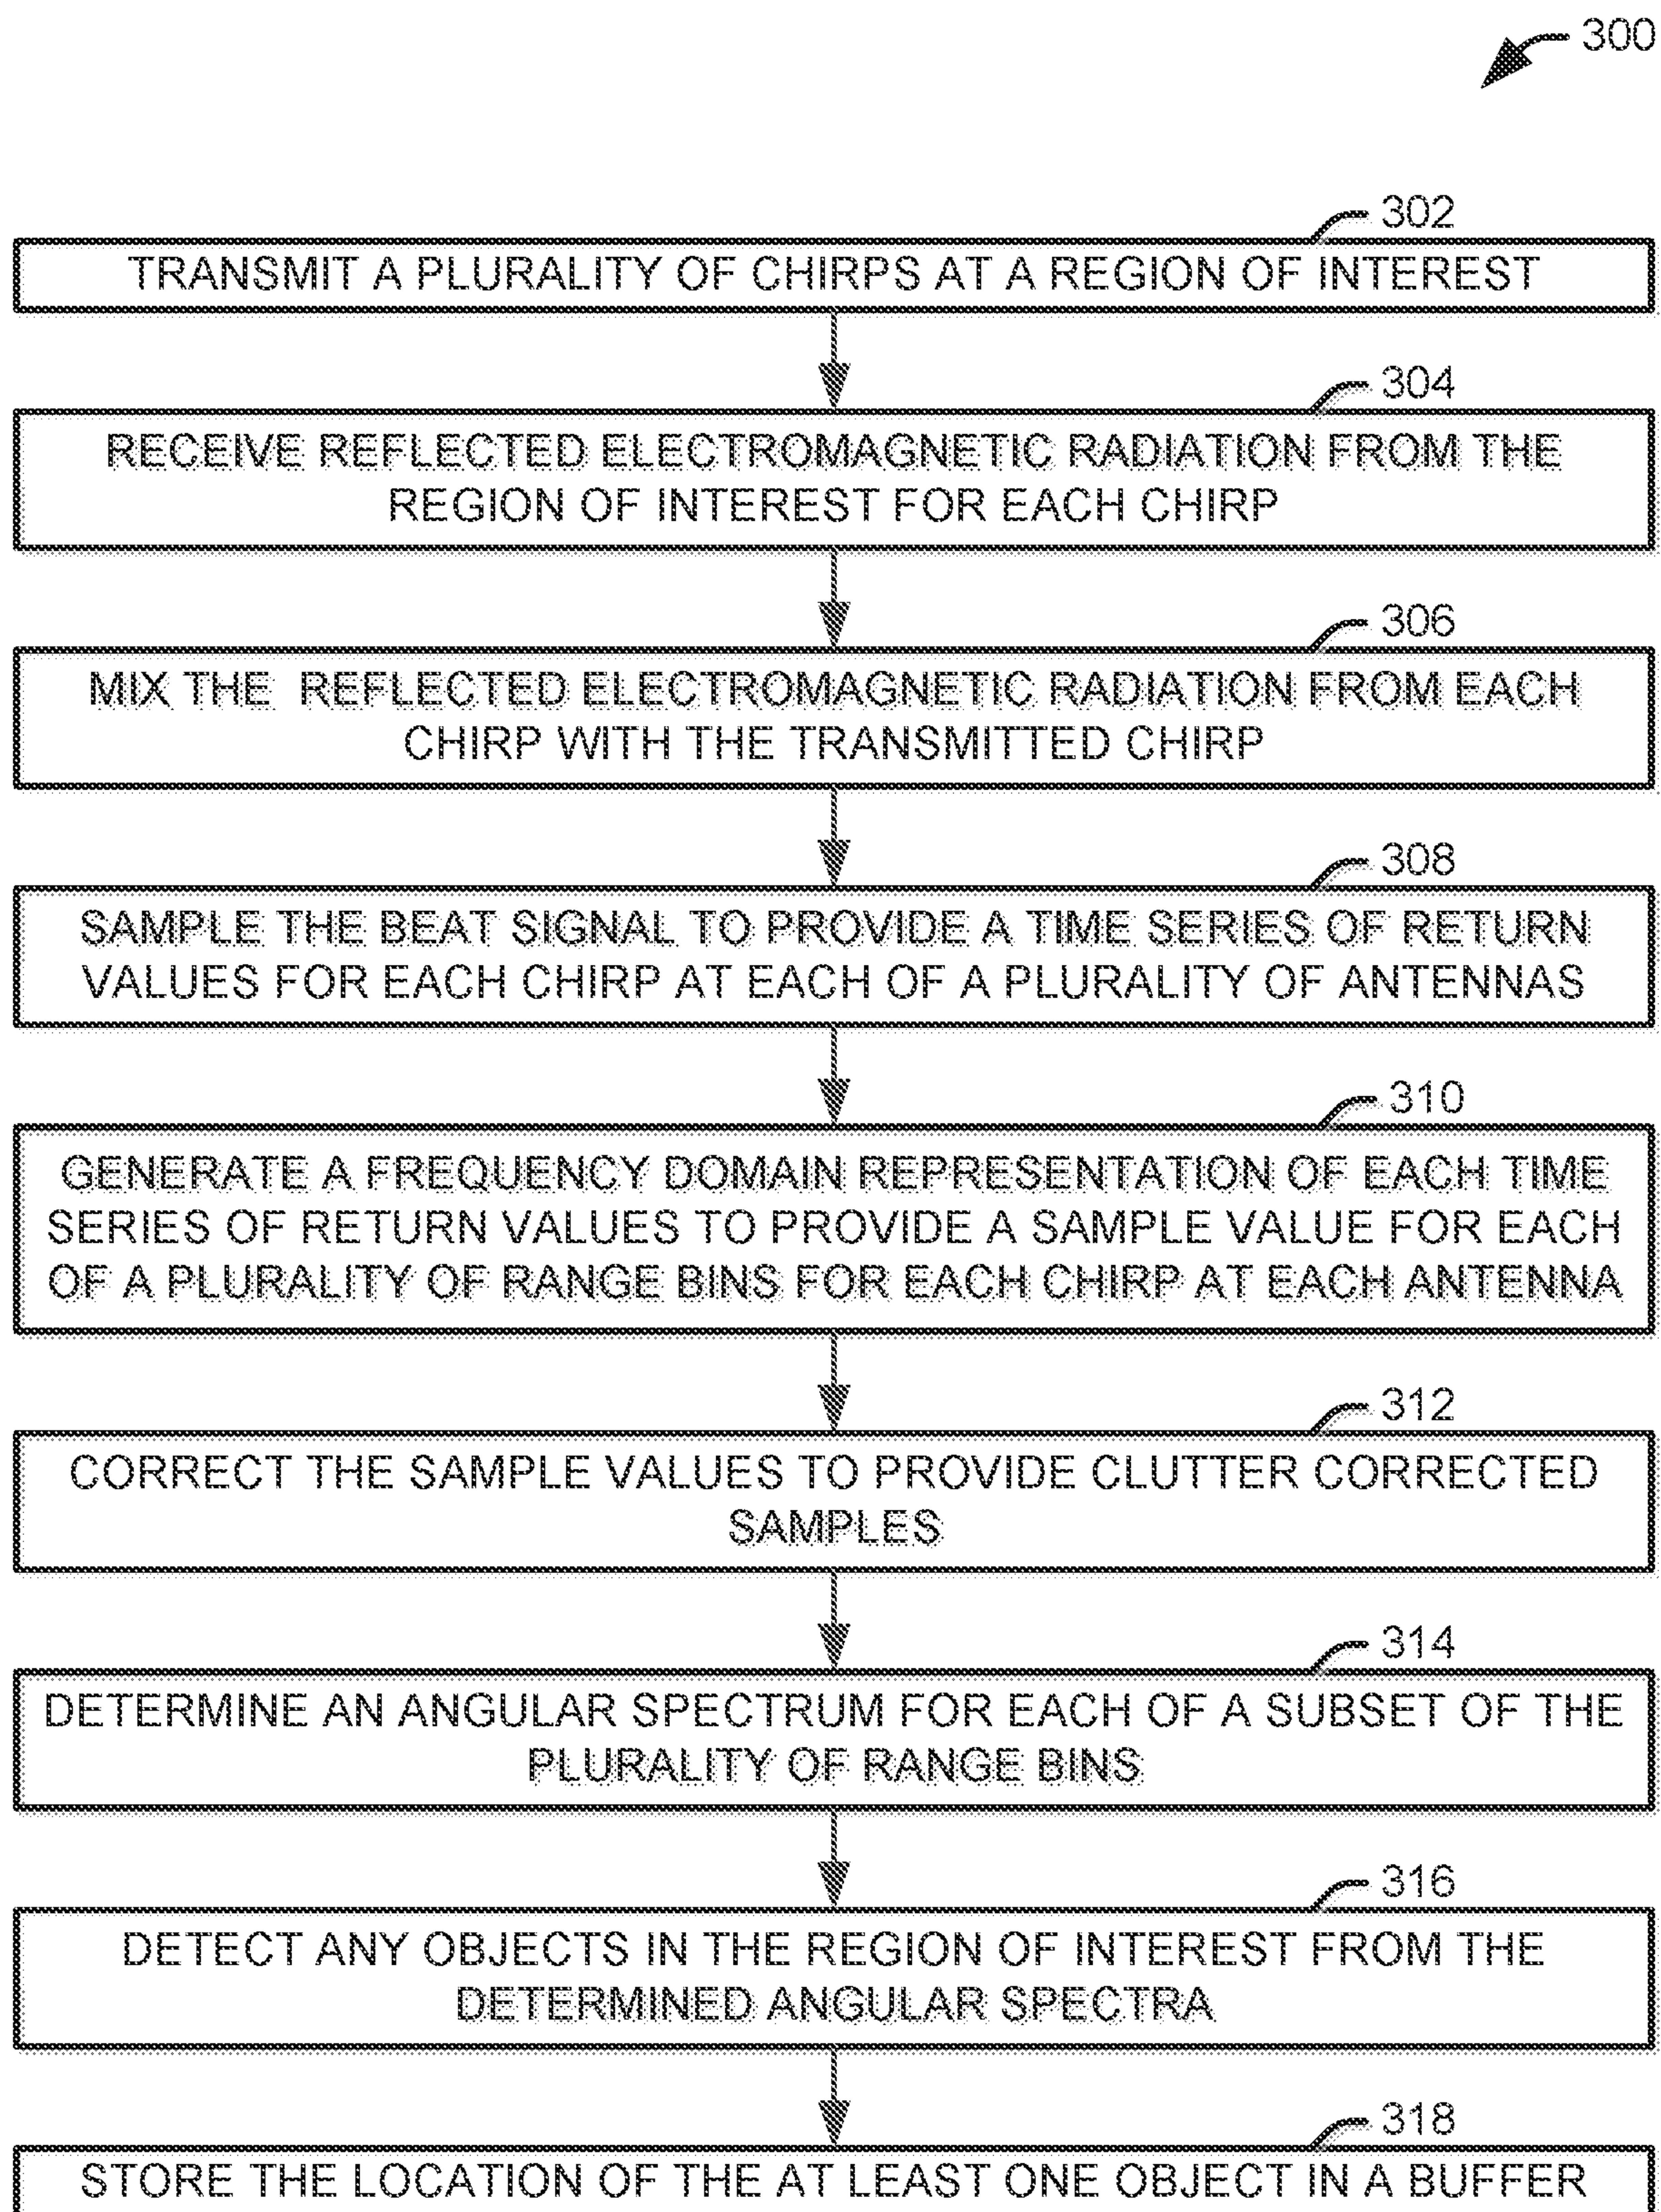 300
302
TRANSMIT A PLURALITY OF CHIRPS AT A REGION OF INTEREST
304
RECEIVE REFLECTED ELECTROMAGNETIC RADIATION FROM THE
REGION OF INTEREST FOR EACH CHIRP
306
MIX THE REFLECTED ELECTROMAGNETIC RADIATION FROM EACH
CHIRP WITH THE TRANSMITTED CHIRP
308
SAMPLE THE BEAT SIGNAL TO PROVIDE A TIME SERIES OF RETURN
VALUES FOR EACH CHIRP AT EACH OF A PLURALITY OF ANTENNAS
310
GENERATE A FREQUENCY DOMAIN REPRESENTATION OF EACH TIME
SERIES OF RETURN VALUES TO PROVIDE A SAMPLE VALUE FOR EACH
OF A PLURALITY OF RANGE BINS FOR EACH CHIRP AT EACH ANTENNA
312
CORRECT THE SAMPLE VALUES TO PROVIDE CLUTTER CORRECTED
SAMPLES
314
DETERMINE AN ANGULAR SPECTRUM FOR EACH OF A SUBSET OF THE
PLURALITY OF RANGE BINS
316
DETECT ANY OBJECTS IN THE REGION OF INTEREST FROM THE
DETERMINED ANGULAR SPECTRA
318
STORE THE LOCATION OF THE AT LEAST ONE OBJECT IN A BUFFER